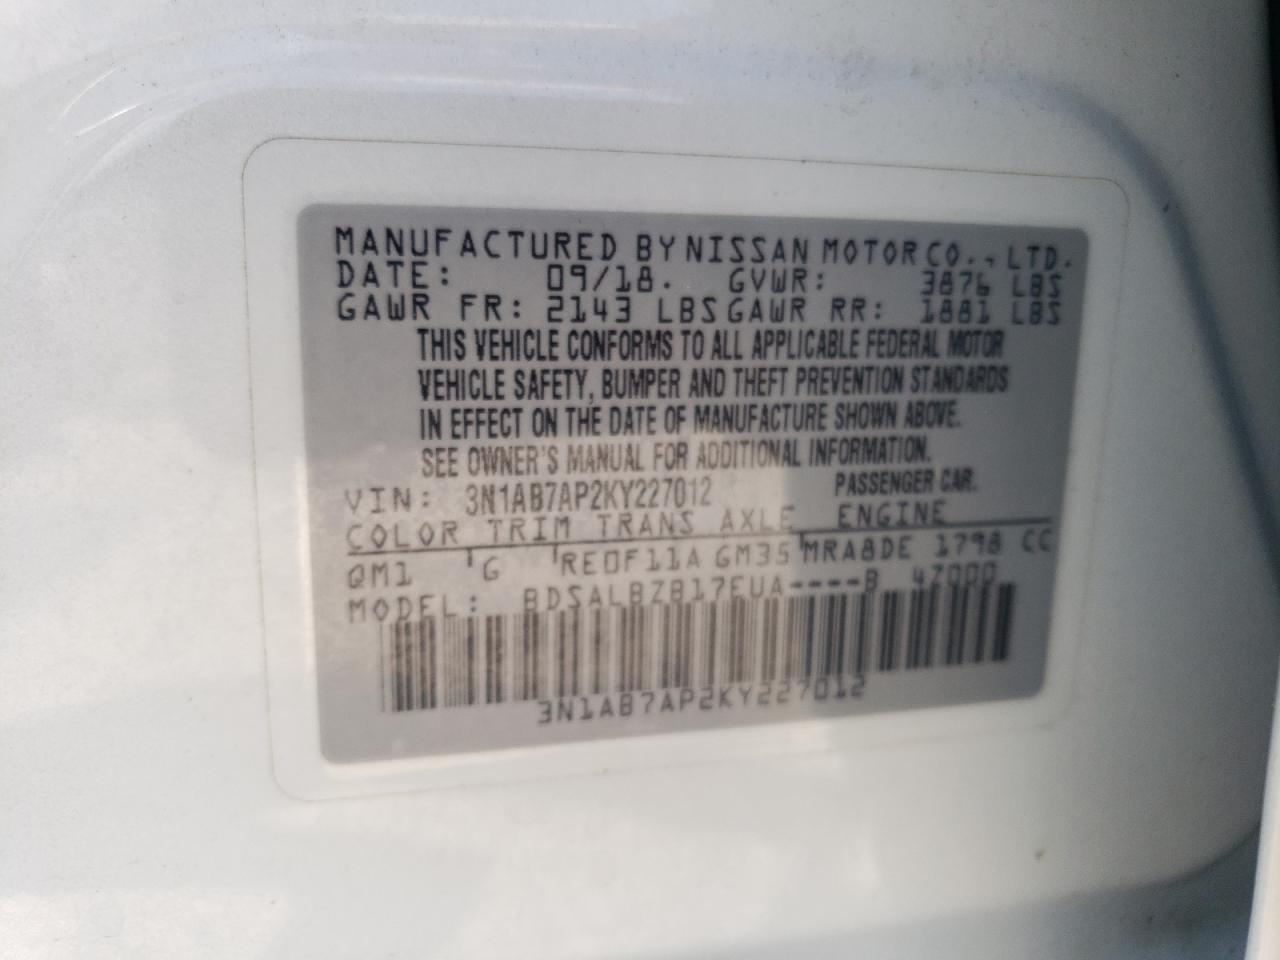 MANUFACTURED BY NISSAN MOTOR CO., LTD.
DATE: 09/18. GVWR: 3876 LBS
GAWR FR: 2143 LBS GAWR RR: 1881 LBS
THIS VEHICLE CONFORMS TO ALL APPLICABLE FEDERAL MOTOR
VEHICLE SAFETY, BUMPER AND THEFT PREVENTION STANDARDS
IN EFFECT ON THE DATE OF MANUFACTURE SHOWN ABOVE.
SEE OWNER'S MANUAL FOR ADDITIONAL INFORMATION.
VIN: 3N1AB7AP2KY227012 PASSENGER CAR.
COLOR TRIM TRANS AXLE ENGINE
QM1 G RE0F11A GM35 MRA8DE 1798 CC
MODEL: BDSALBZB17EUA----B 47000
3N1AB7AP2KY227012